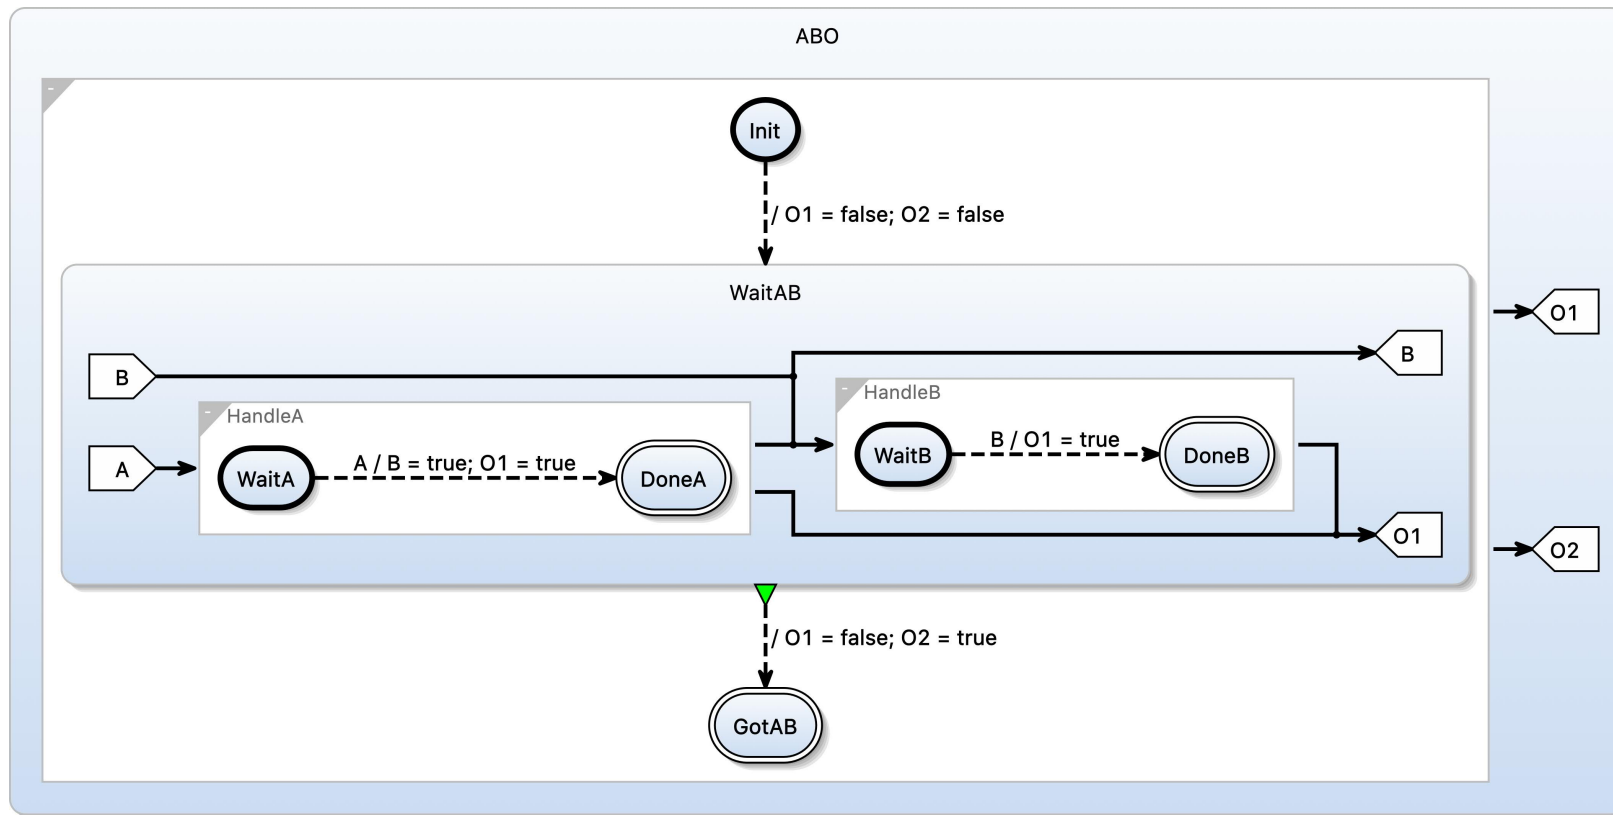 ABO
-
Init
/ O1 = false; O2 = false
WaitAB
O1
B
B
- HandleB
- HandleA
B / O1 = true
A
A / B = true; O1 = true
WaitB
DoneB
WaitA
DoneA
O1
O2
/ O1 = false; O2 = true
GotAB